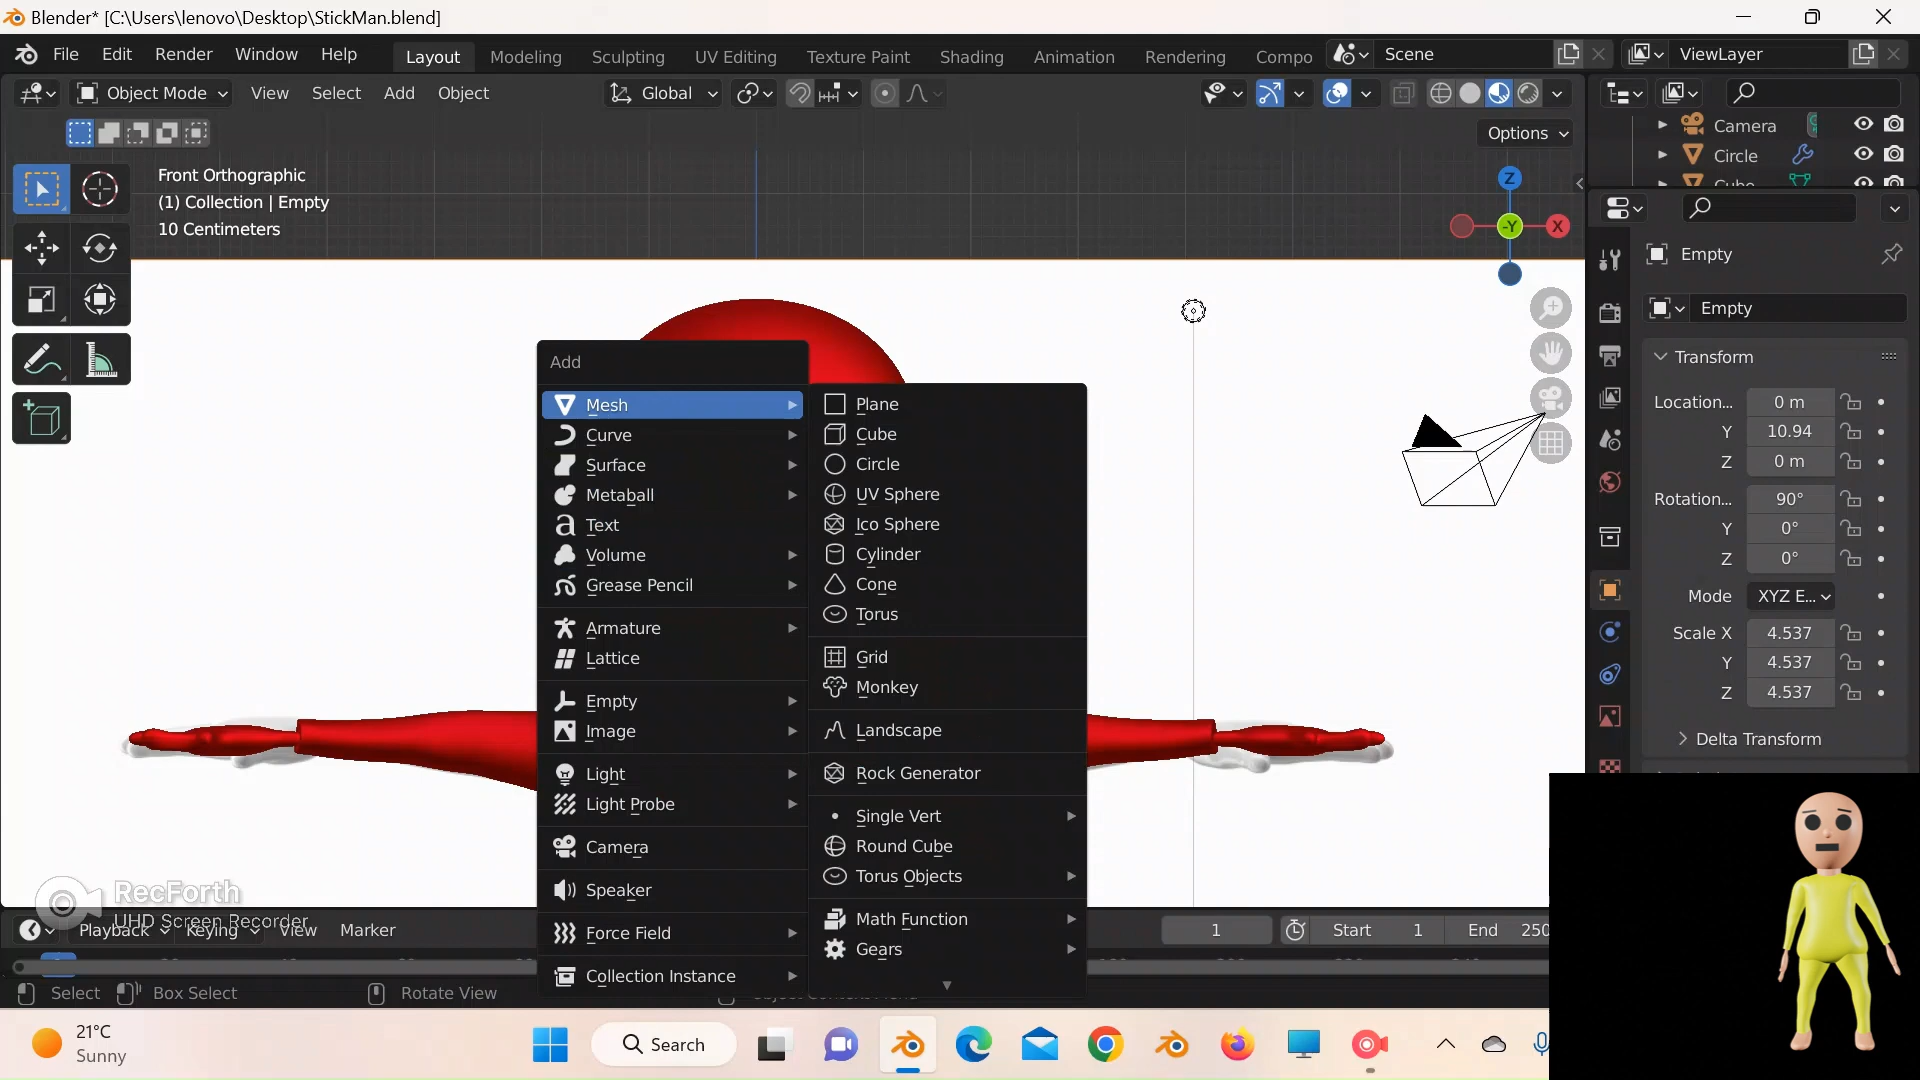 Blender* [C:\Users\lenovo\Desktop\StickMan.blend]
File Edit Render Window Help Layout Modeling Sculpting UV Editing Texture Paint Shading Animation Rendering Compo Scene ViewLayer
Object Mode View Select Add Object Global
Options
Front Orthographic
(1) Collection | Empty
10 Centimeters
Z
-Y X
Camera
Circle
Cube
Empty
Empty
Transform
Location... 0 m
Y 10.94
Z 0 m
Rotation... 90°
Y 0°
Z 0°
Mode XYZ E...
Scale X 4.537
Y 4.537
Z 4.537
Delta Transform
Add
Mesh
Curve
Surface
Metaball
Text
Volume
Grease Pencil
Armature
Lattice
Empty
Image
Light
Light Probe
Camera
Speaker
Force Field
Collection Instance
Plane
Cube
Circle
UV Sphere
Ico Sphere
Cylinder
Cone
Torus
Grid
Monkey
Landscape
Rock Generator
Single Vert
Round Cube
Torus Objects
Math Function
Gears
RecForth
UHD Screen Recorder
Playback Keying View Marker 1 Start 1 End 250
Select Box Select Rotate View
21°C
Sunny
Search